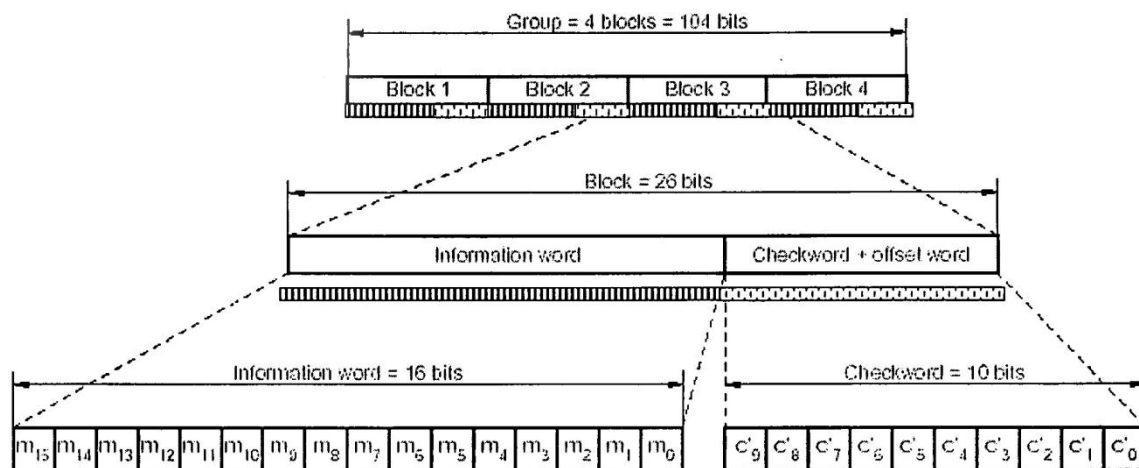 Group = 4 blocks = 104 bits
Block 1 Block 2 Block 3 Block 4
Block = 26 bits
Information word Checkword + offset word
Information word = 16 bits Checkword = 10 bits
m₁₅ m₁₄ m₁₃ m₁₂ m₁₁ m₁₀ m₉ m₈ m₇ m₆ m₅ m₄ m₃ m₂ m₁ m₀ c'₉ c'₈ c'₇ c'₆ c'₅ c'₄ c'₃ c'₂ c'₁ c'₀